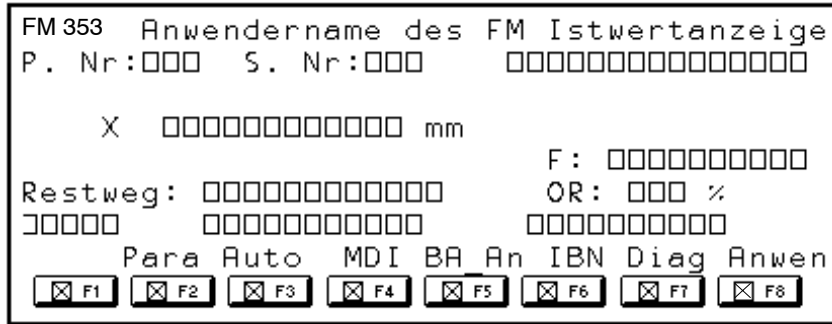 FM 353 Anwendername des FM Istwertanzeige
P. Nr:□□□ S. Nr:□□□ □□□□□□□□□□□□□□□
X □□□□□□□□□□□□ mm
F: □□□□□□□□□□
Restweg: □□□□□□□□□□□□ OR: □□□ %
□□□□□ □□□□□□□□□□□ □□□□□□□□□□
Para Auto MDI BA_An IBN Diag Anwen
F1 F2 F3 F4 F5 F6 F7 F8